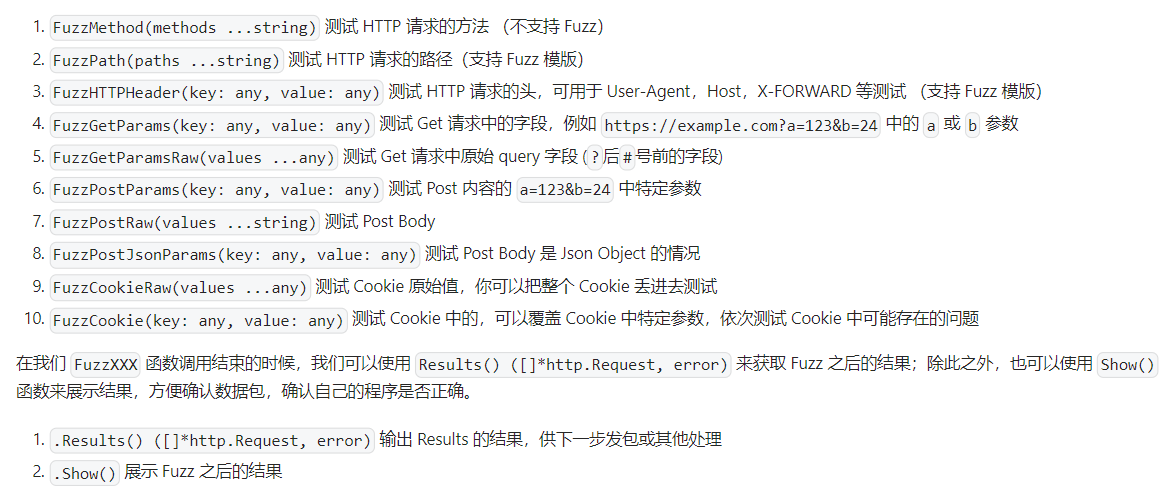 1. FuzzMethod(methods ...string) 测试 HTTP 请求的方法 （不支持 Fuzz）
2. FuzzPath(paths ...string) 测试 HTTP 请求的路径（支持 Fuzz 模版）
3. FuzzHTTPHeader(key: any, value: any) 测试 HTTP 请求的头，可用于 User-Agent，Host，X-FORWARD 等测试 （支持 Fuzz 模版）
4. FuzzGetParams(key: any, value: any) 测试 Get 请求中的字段，例如 https://example.com?a=123&b=24 中的 a 或 b 参数
5. FuzzGetParamsRaw(values ...any) 测试 Get 请求中原始 query 字段 (?后#号前的字段)
6. FuzzPostParams(key: any, value: any) 测试 Post 内容的 a=123&b=24 中特定参数
7. FuzzPostRaw(values ...string) 测试 Post Body
8. FuzzPostJsonParams(key: any, value: any) 测试 Post Body 是 Json Object 的情况
9. FuzzCookieRaw(values ...any) 测试 Cookie 原始值，你可以把整个 Cookie 丢进去测试
10. FuzzCookie(key: any, value: any) 测试 Cookie 中的，可以覆盖 Cookie 中特定参数，依次测试 Cookie 中可能存在的问题
在我们 FuzzXXX 函数调用结束的时候，我们可以使用 Results() ([]*http.Request, error) 来获取 Fuzz 之后的结果；除此之外，也可以使用 Show()
函数来展示结果，方便确认数据包，确认自己的程序是否正确。
1. .Results() ([]*http.Request, error) 输出 Results 的结果，供下一步发包或其他处理
2. .Show() 展示 Fuzz 之后的结果